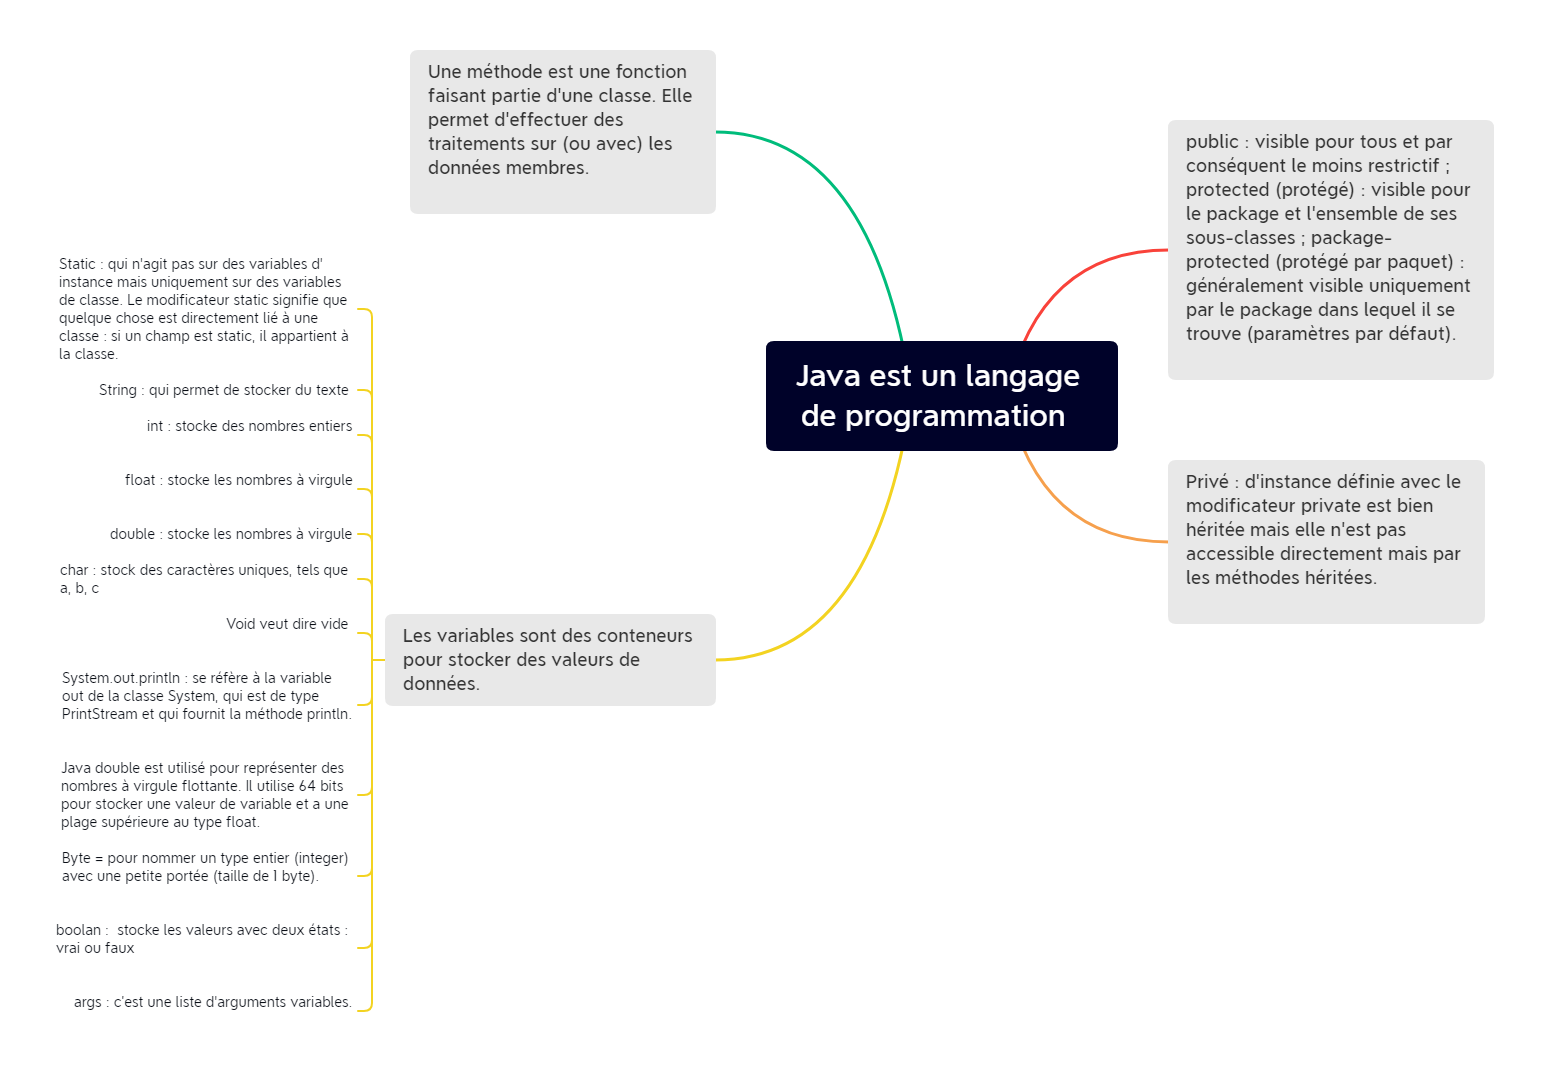 Une méthode est une fonction
faisant partie d'une classe. Elle
permet d'effectuer des
traitements sur (ou avec) les
données membres.
public : visible pour tous et par
conséquent le moins restrictif ;
protected (protégé) : visible pour
le package et l'ensemble de ses
sous-classes ; package-
protected (protégé par paquet) :
généralement visible uniquement
par le package dans lequel il se
trouve (paramètres par défaut).
Java est un langage
de programmation
Privé : d'instance définie avec le
modificateur private est bien
héritée mais elle n'est pas
accessible directement mais par
les méthodes héritées.
Les variables sont des conteneurs
pour stocker des valeurs de
données.
Static : qui n'agit pas sur des variables d'
instance mais uniquement sur des variables
de classe. Le modificateur static signifie que
quelque chose est directement lié à une
classe : si un champ est static, il appartient à
la classe.
String : qui permet de stocker du texte
int : stocke des nombres entiers
float : stocke les nombres à virgule
double : stocke les nombres à virgule
char : stock des caractères uniques, tels que
a, b, c
Void veut dire vide
System.out.println : se réfère à la variable
out de la classe System, qui est de type
PrintStream et qui fournit la méthode println.
Java double est utilisé pour représenter des
nombres à virgule flottante. Il utilise 64 bits
pour stocker une valeur de variable et a une
plage supérieure au type float.
Byte = pour nommer un type entier (integer)
avec une petite portée (taille de 1 byte).
boolan :  stocke les valeurs avec deux états :
vrai ou faux
args : c'est une liste d'arguments variables.